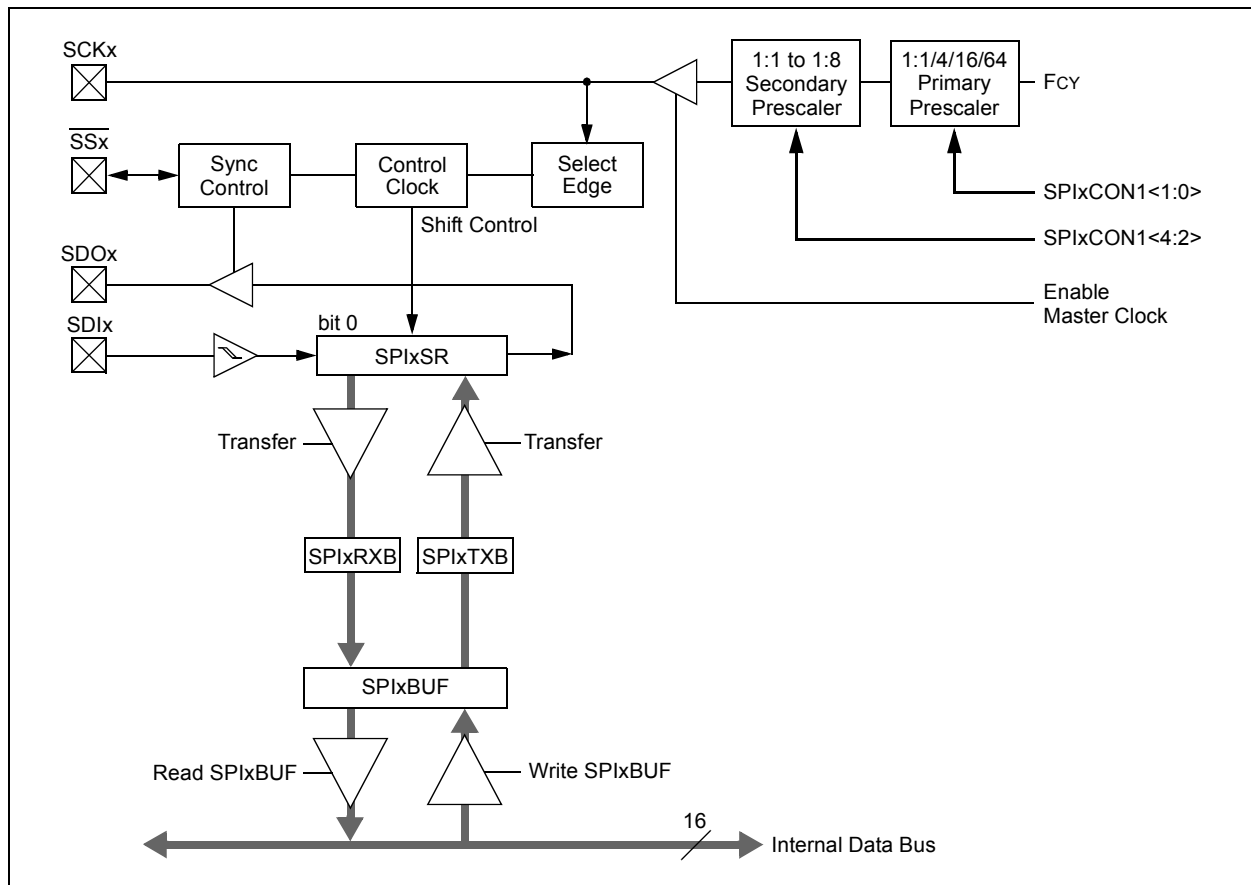 SCKx
1:1 to 1:8
Secondary
Prescaler
1:1/4/16/64
Primary
Prescaler
FCY
SSx
Sync
Control
Control
Clock
Select
Edge
SPIxCON1<1:0>
Shift Control
SPIxCON1<4:2>
SDOx
Enable
Master Clock
SDIx
bit 0
SPIxSR
Transfer
Transfer
SPIxRXB
SPIxTXB
SPIxBUF
Read SPIxBUF
Write SPIxBUF
16
Internal Data Bus